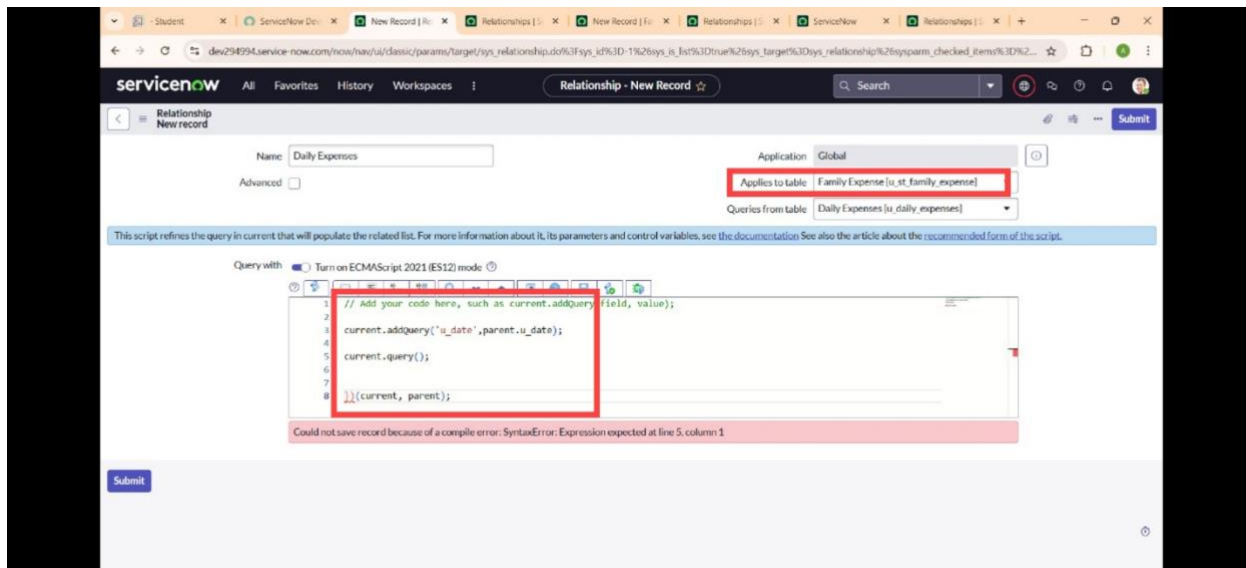 - Student
ServiceNow Dev
New Record | Re
Relationships | S
New Record | Fo
Relationships | S
ServiceNow
Relationships | S
dev294994.service-now.com/now/nav/ui/classic/params/target/sys_relationship.do%3Fsys_id%3D-1%26sys_is_list%3Dtrue%26sys_target%3Dsys_relationship%26sysparm_checked_items%3D%2...
servicenow All Favorites History Workspaces Relationship - New Record Search
Relationship
New record
Submit
Name Daily Expenses
Application Global
Advanced
Applies to table Family Expense [u_st_family_expense]
Queries from table Daily Expenses [u_daily_expenses]
This script refines the query in current that will populate the related list. For more information about it, its parameters and control variables, see the documentation See also the article about the recommended form of the script.
Query with Turn on ECMAScript 2021 (ES12) mode
1 // Add your code here, such as current.addQuery(field, value);
2
3 current.addQuery('u_date',parent.u_date);
4
5 current.query();
6
7
8 })(current, parent);
Could not save record because of a compile error: SyntaxError: Expression expected at line 5, column 1
Submit